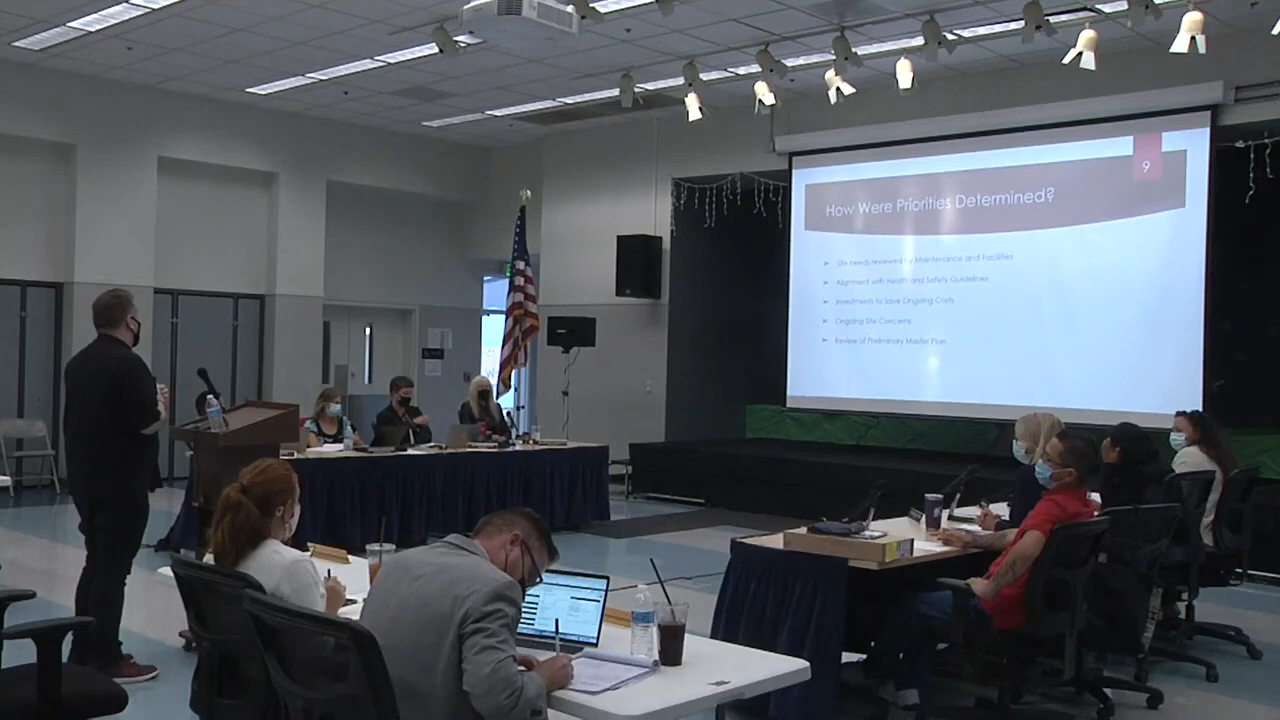 9
How Were Priorities Determined?
Site needs reviewed by Maintenance and Facilities
Alignment with Health and Safety Guidelines
Investments to Save Ongoing Costs
Ongoing Site Concerns
Review of Preliminary Master Plan